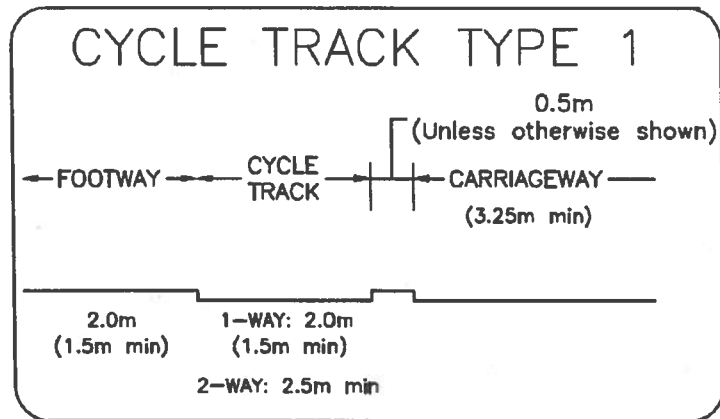 CYCLE TRACK TYPE 1
0.5m
(Unless otherwise shown)
FOOTWAY
CYCLE
TRACK
CARRIAGEWAY
(3.25m min)
2.0m
(1.5m min)
1-WAY: 2.0m
(1.5m min)
2-WAY: 2.5m min